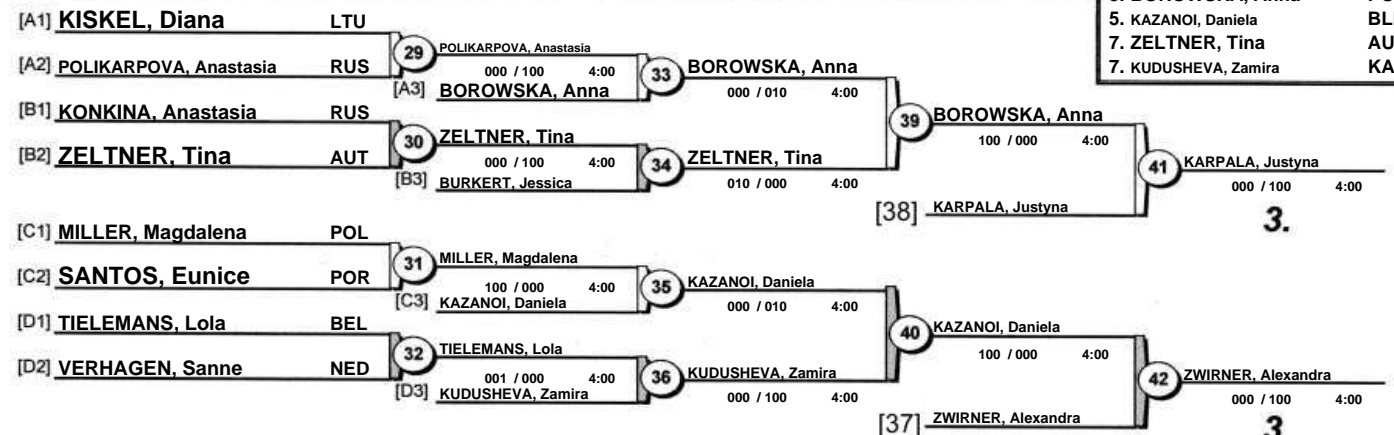 5. KAZANOI, Daniela
7. ZELTNER, Tina
7. KUDUSHEVA, Zamira
[A1] KISKEL, Diana LTU
[A2] POLIKARPOVA, Anastasia RUS
29 POLIKARPOVA, Anastasia
000 / 100 4:00
[A3] BOROWSKA, Anna
33 BOROWSKA, Anna
000 / 010 4:00
[B1] KONKINA, Anastasia RUS
[B2] ZELTNER, Tina AUT
30 ZELTNER, Tina
000 / 100 4:00
[B3] BURKERT, Jessica
34 ZELTNER, Tina
010 / 000 4:00
39 BOROWSKA, Anna
100 / 000 4:00
[38] KARPALA, Justyna
41 KARPALA, Justyna
000 / 100 4:00
3.
[C1] MILLER, Magdalena POL
[C2] SANTOS, Eunice POR
31 MILLER, Magdalena
100 / 000 4:00
[C3] KAZANOI, Daniela
35 KAZANOI, Daniela
000 / 010 4:00
[D1] TIELEMANS, Lola BEL
[D2] VERHAGEN, Sanne NED
32 TIELEMANS, Lola
001 / 000 4:00
[D3] KUDUSHEVA, Zamira
36 KUDUSHEVA, Zamira
000 / 100 4:00
40 KAZANOI, Daniela
100 / 000 4:00
[37] ZWIRNER, Alexandra
42 ZWIRNER, Alexandra
000 / 100 4:00
3